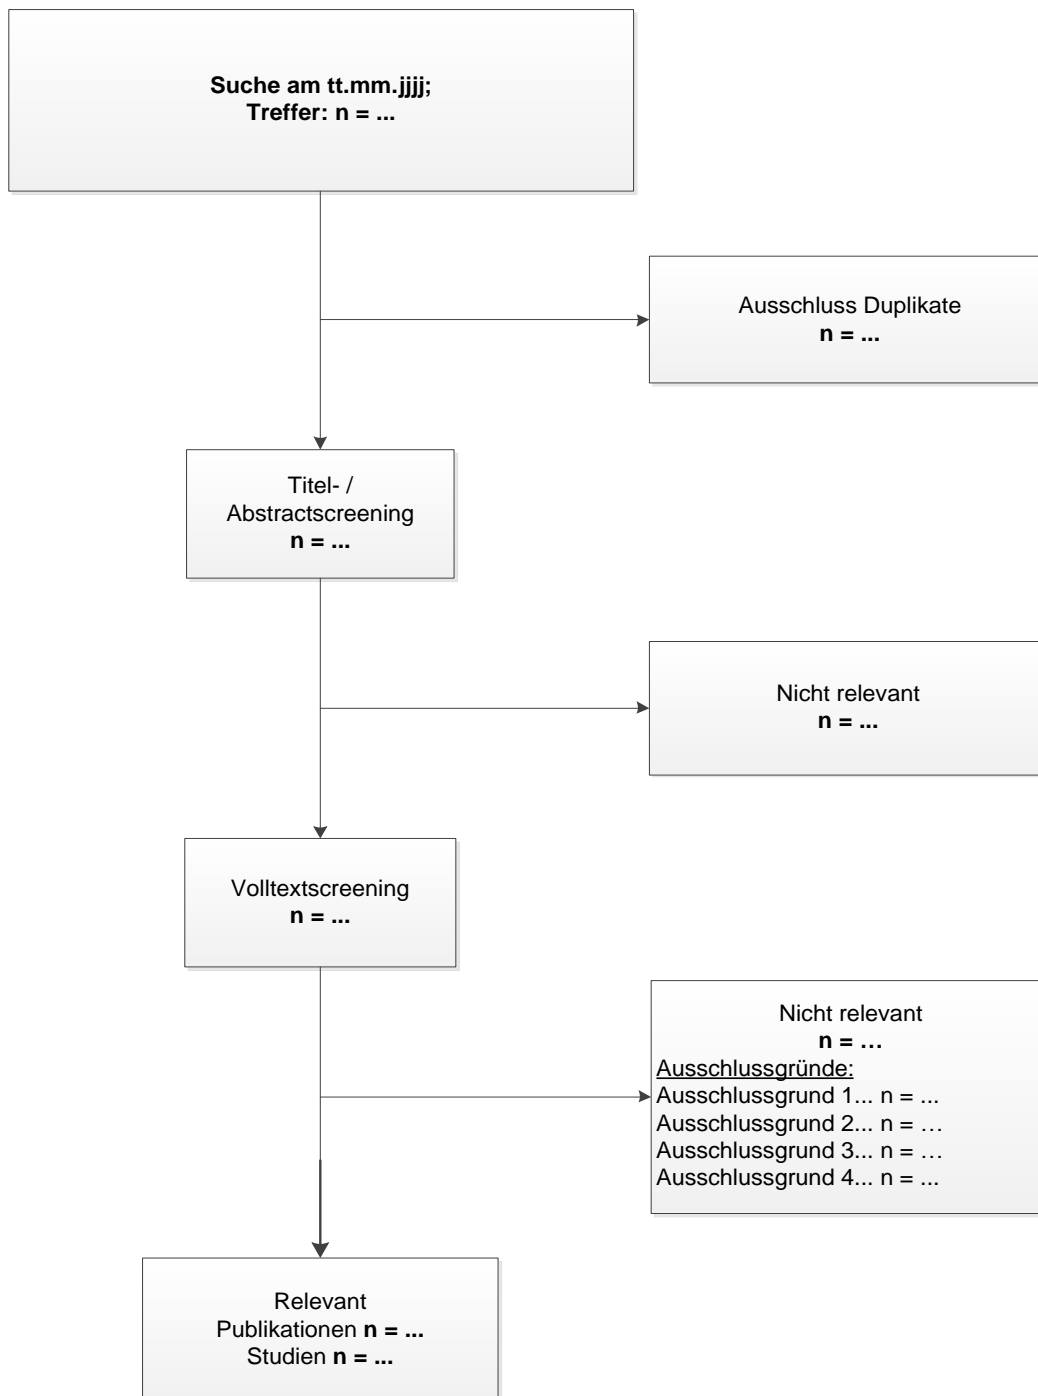 Suche am tt.mm.jjjj;
Treffer: n = ...
Ausschluss Duplikate
n = ...
Titel- /
Abstractscreening
n = ...
Nicht relevant
n = ...
Volltextscreening
n = ...
Nicht relevant
n = …
Ausschlussgründe:
Ausschlussgrund 1... n = ...
Ausschlussgrund 2... n = …
Ausschlussgrund 3... n = …
Ausschlussgrund 4... n = ...
Relevant
Publikationen n = ...
Studien n = ...